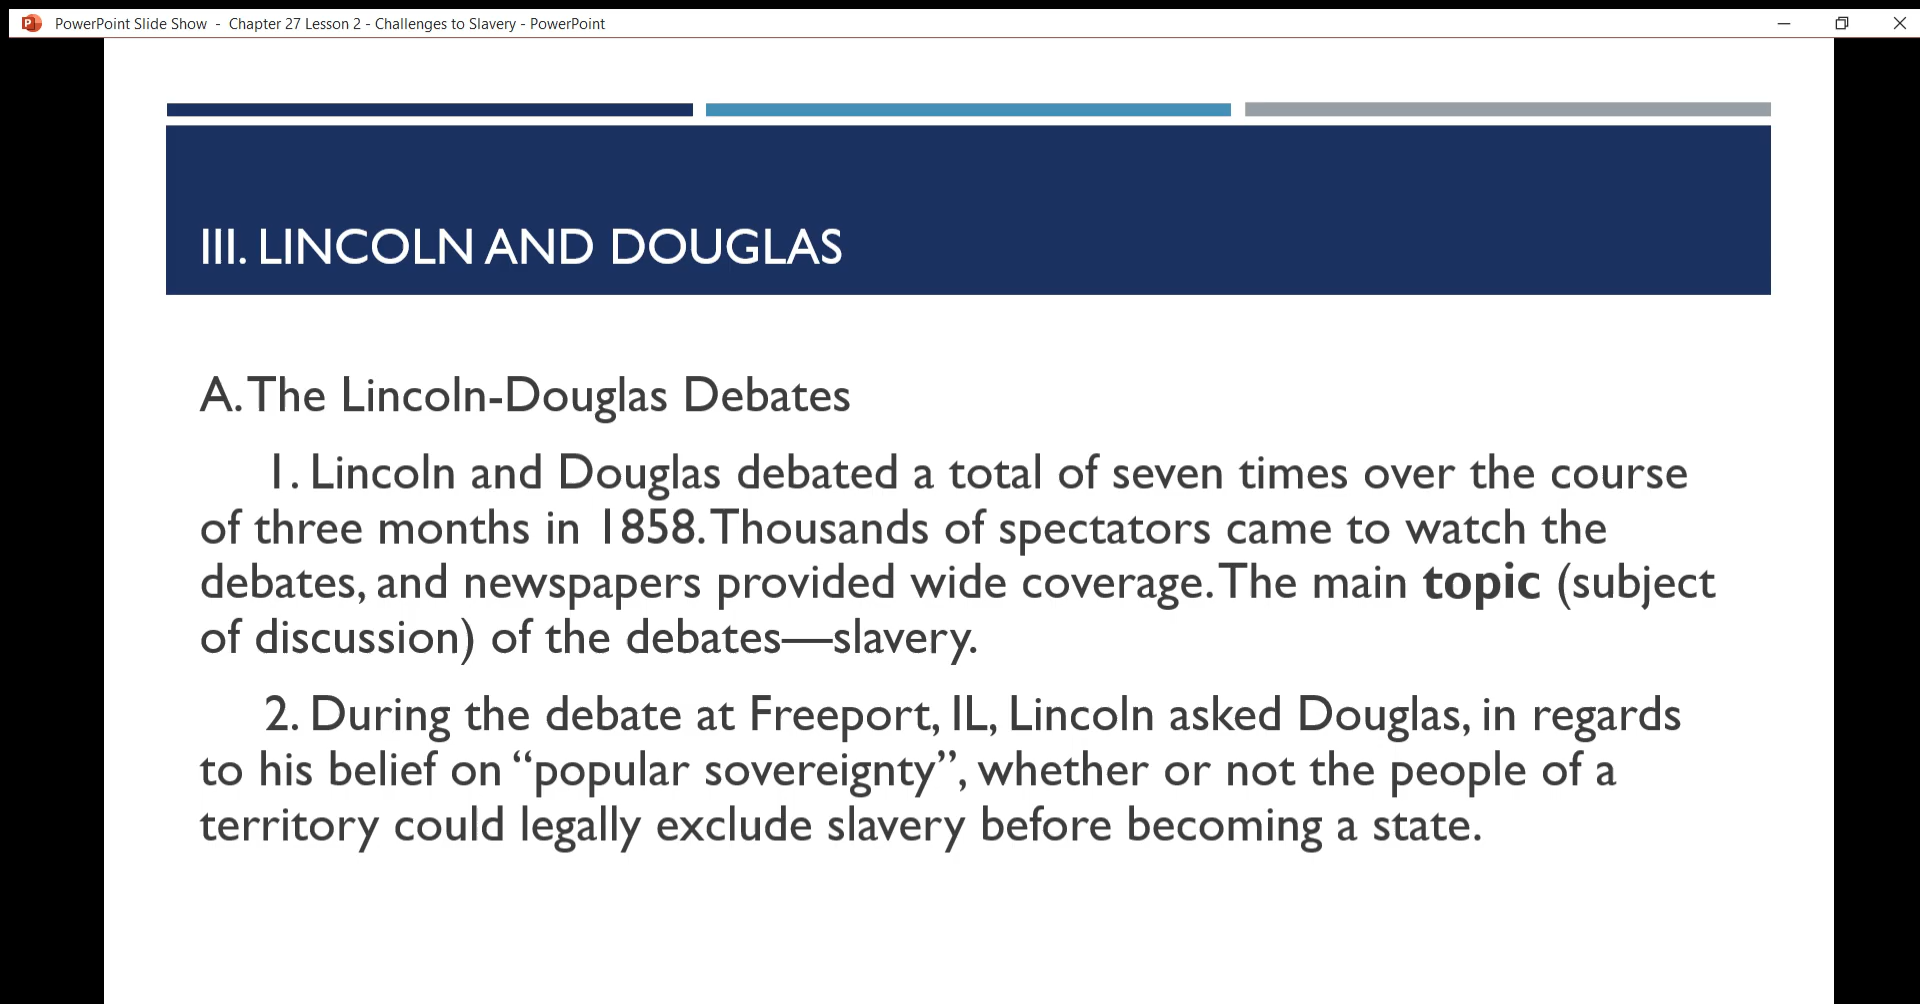 PowerPoint Slide Show - Chapter 27 Lesson 2 - Challenges to Slavery - PowerPoint
III. LINCOLN AND DOUGLAS
A. The Lincoln-Douglas Debates
1. Lincoln and Douglas debated a total of seven times over the course
of three months in 1858. Thousands of spectators came to watch the
debates, and newspapers provided wide coverage. The main topic (subject
of discussion) of the debates—slavery.
2. During the debate at Freeport, IL, Lincoln asked Douglas, in regards
to his belief on “popular sovereignty”, whether or not the people of a
territory could legally exclude slavery before becoming a state.